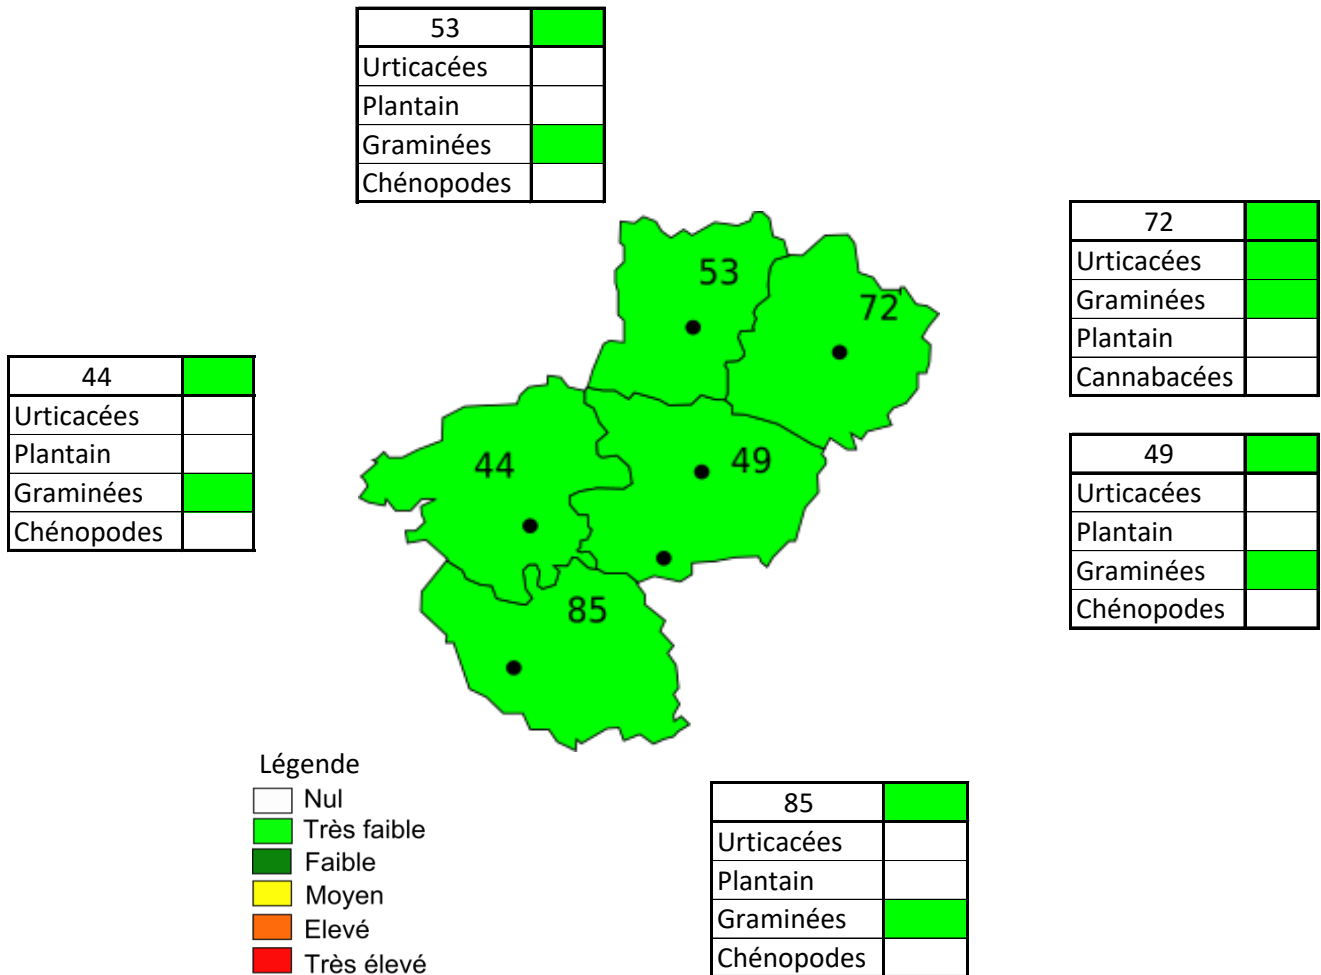 53
Urticacées
Plantain
Graminées
Chénopodes
72
Urticacées
Graminées
Plantain
Cannabacées
44
Urticacées
Plantain
Graminées
Chénopodes
49
Urticacées
Plantain
Graminées
Chénopodes
53
72
44
49
85
Légende
Nul
Très faible
Faible
Moyen
Elevé
Très élevé
85
Urticacées
Plantain
Graminées
Chénopodes